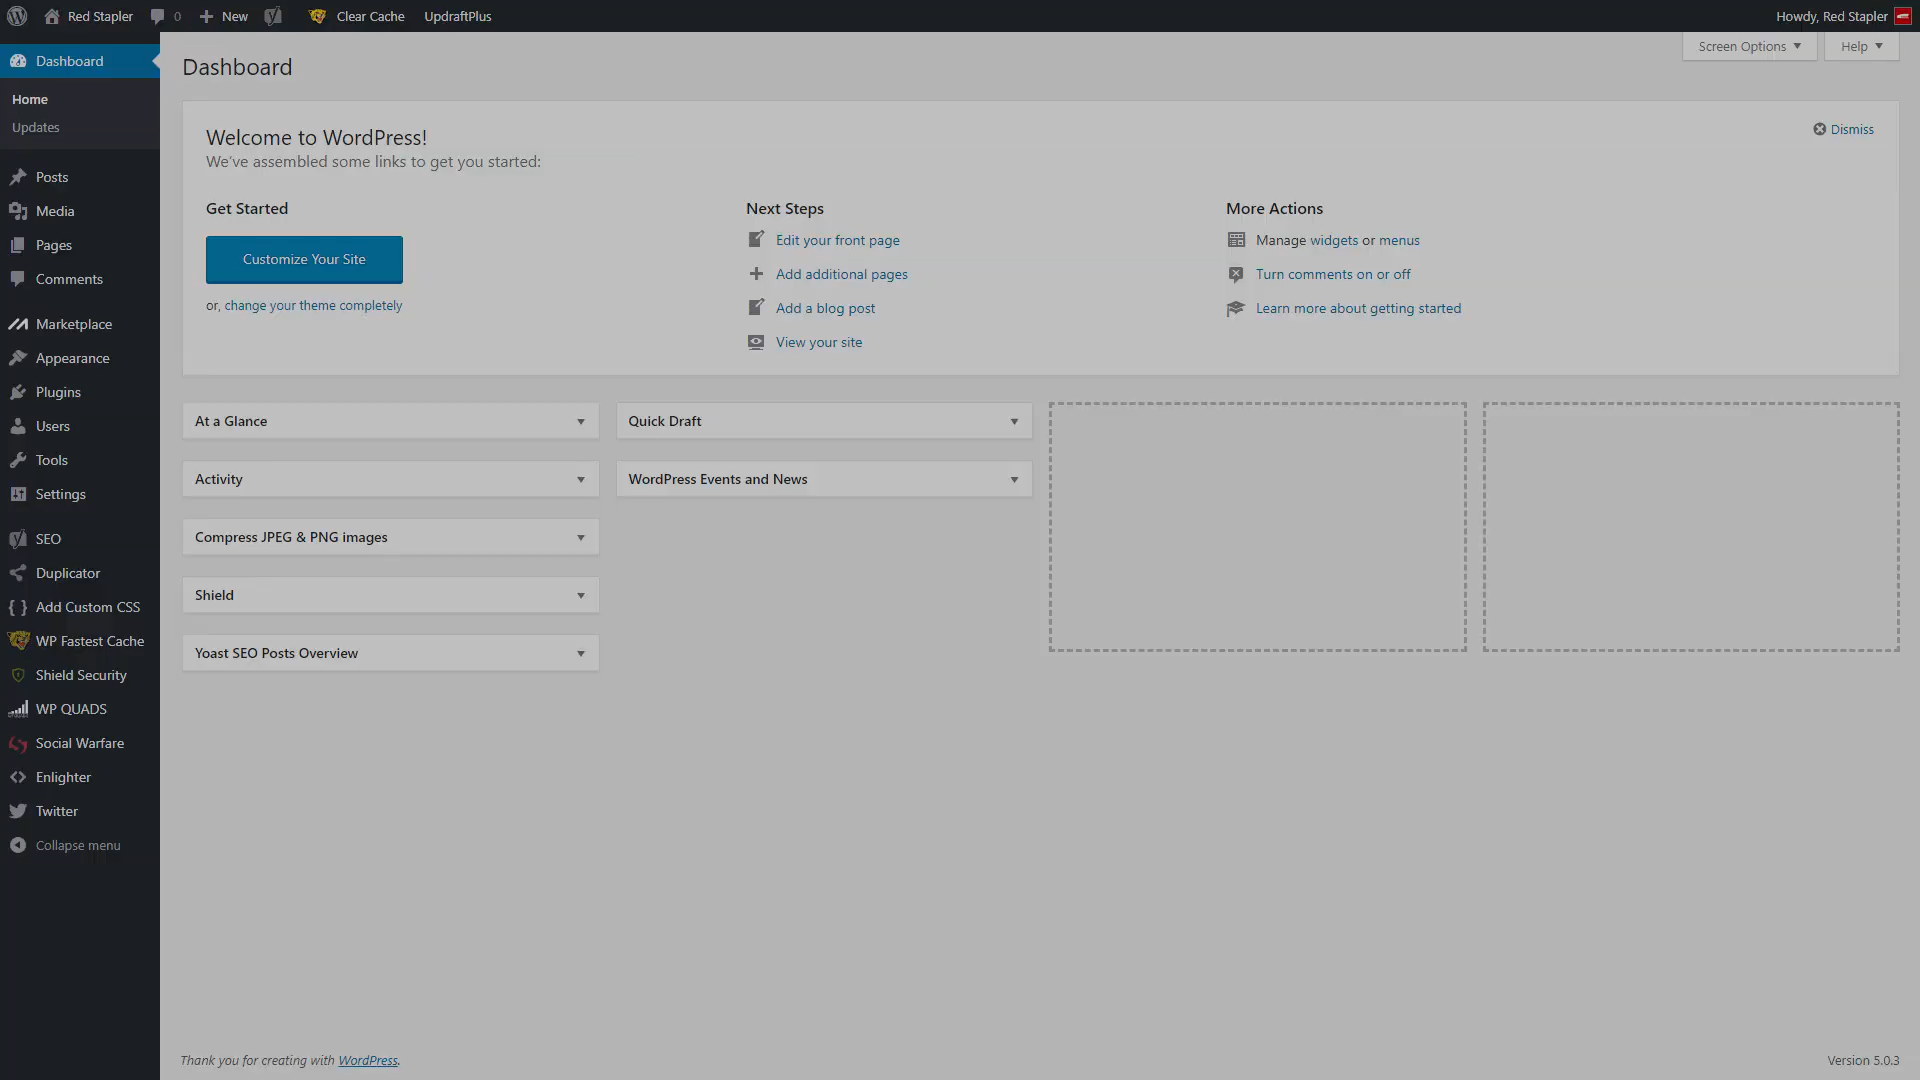 Red Stapler
0
New
Clear Cache
UpdraftPlus
Howdy, Red Stapler
Dashboard
Home
Updates
Posts
Media
Pages
Comments
Marketplace
Appearance
Plugins
Users
Tools
Settings
SEO
Duplicator
Add Custom CSS
WP Fastest Cache
Shield Security
WP QUADS
Social Warfare
Enlighter
Twitter
Collapse menu
Screen Options
Help
Dashboard
Welcome to WordPress!
We've assembled some links to get you started:
Dismiss
Get Started
Customize Your Site
or, change your theme completely
Next Steps
Edit your front page
Add additional pages
Add a blog post
View your site
More Actions
Manage widgets or menus
Turn comments on or off
Learn more about getting started
At a Glance
Activity
Compress JPEG & PNG images
Shield
Yoast SEO Posts Overview
Quick Draft
WordPress Events and News
Thank you for creating with WordPress.
Version 5.0.3